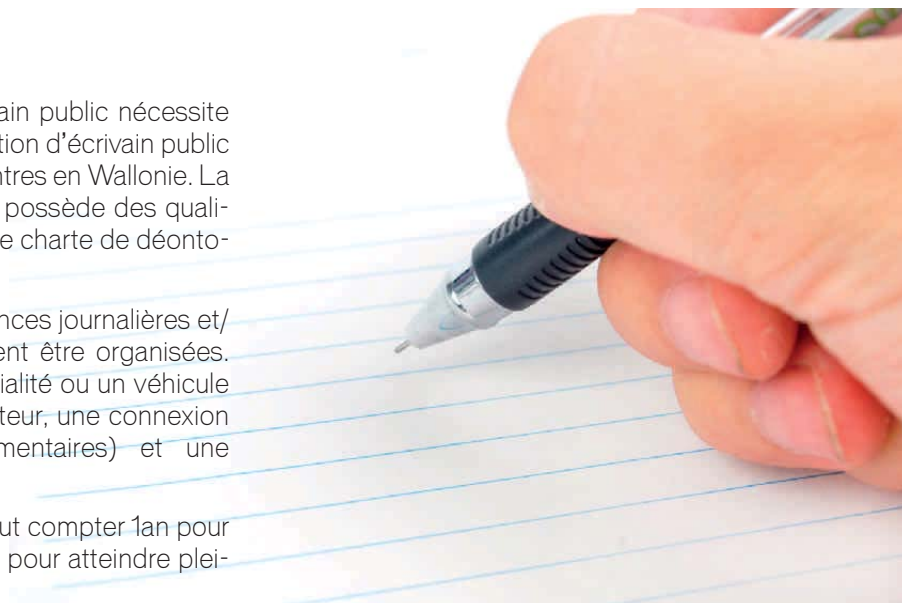 ain public nécessite
tion d'écrivain public
ntres en Wallonie. La
possède des quali-
e charte de déonto-
nces journalières et/
ent être organisées.
ialité ou un véhicule
teur, une connexion
mentaires) et une
ut compter 1an pour
pour atteindre plei-